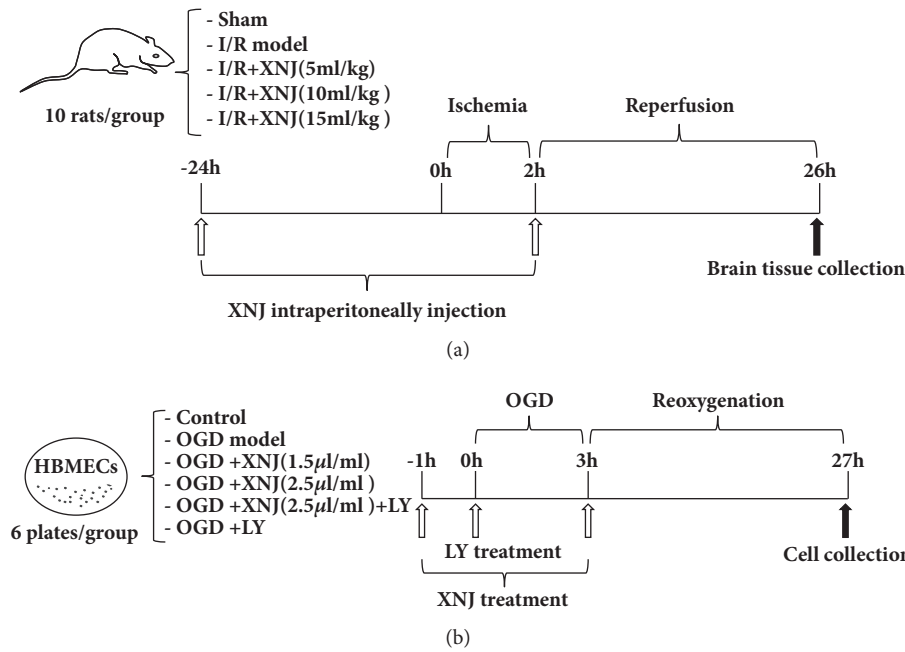 - Sham
- I/R model
- I/R+XNJ(5ml/kg)
- I/R+XNJ(10ml/kg )
- I/R+XNJ(15ml/kg )
10 rats/group
Ischemia
Reperfusion
-24h
0h
2h
26h
XNJ intraperitoneally injection
Brain tissue collection
(a)
- Control
- OGD model
- OGD +XNJ(1.5μl/ml)
- OGD +XNJ(2.5μl/ml )
- OGD +XNJ(2.5μl/ml )+LY
- OGD +LY
HBMECs
6 plates/group
OGD
Reoxygenation
-1h
0h
3h
27h
LY treatment
XNJ treatment
Cell collection
(b)